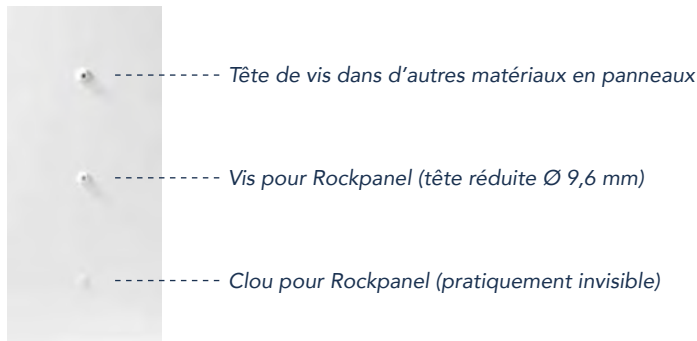 Tête de vis dans d’autres matériaux en panneaux
Vis pour Rockpanel (tête réduite Ø 9,6 mm)
Clou pour Rockpanel (pratiquement invisible)